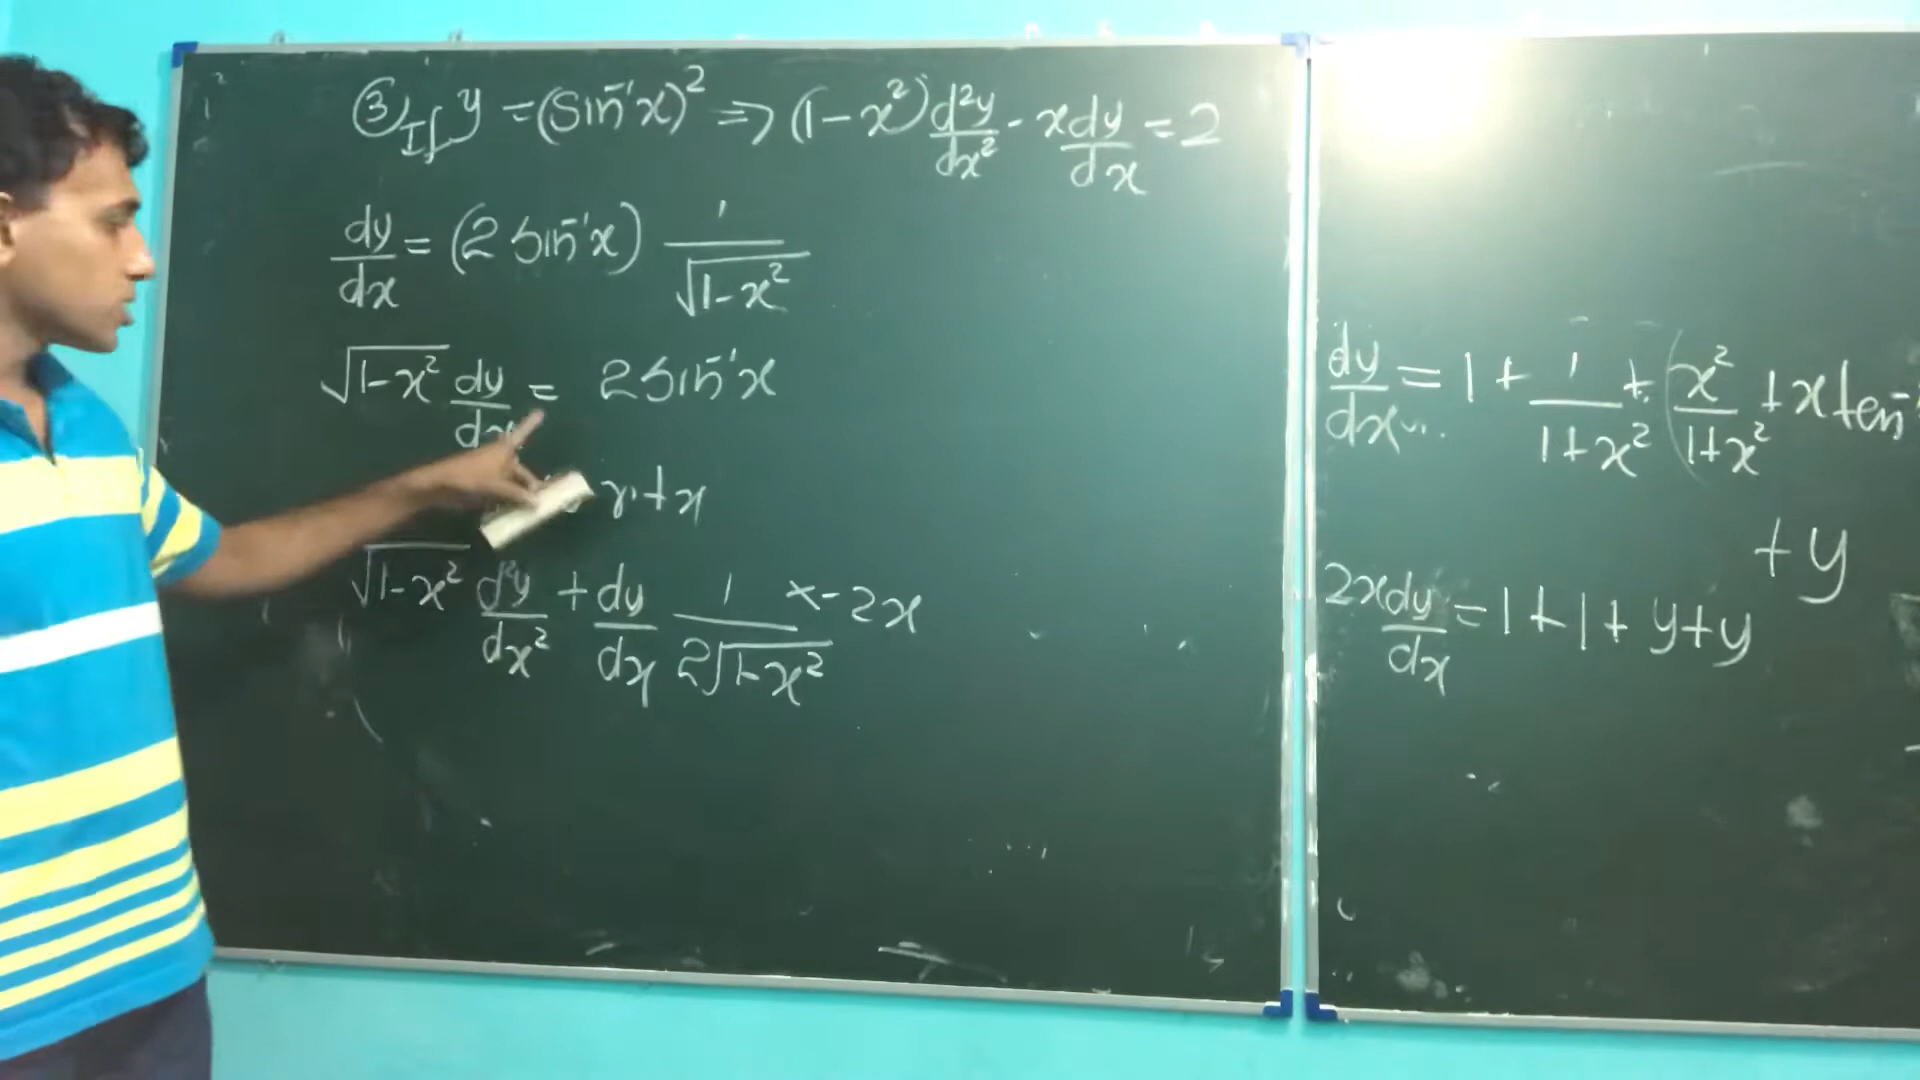 ③ If y = (sin⁻¹x)² ⇒ (1-x²) d²y/dx² - x dy/dx = 2
dy/dx = (2 sin⁻¹x) 1/√(1-x²)
√(1-x²) dy/dx = 2 sin⁻¹x
+ x
√(1-x²) d²y/dx² + dy/dx 1/(2√(1-x²)) × -2x
dy/dx = 1 + 1/(1+x²) + (x²/(1+x²) + x ten⁻¹
+ y
2x dy/dx = 1 + 1 + y + y